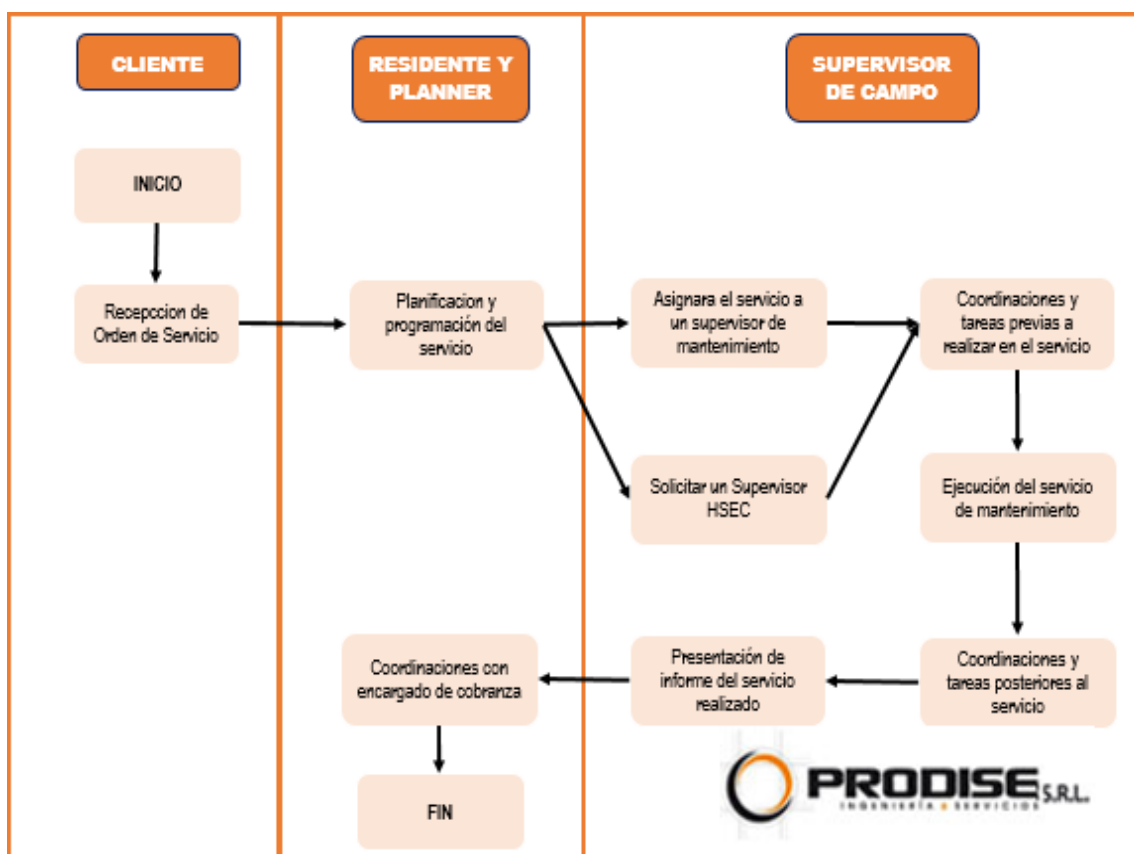 CLIENTE
RESIDENTE Y
PLANNER
SUPERVISOR
DE CAMPO
INICIO
Recepccion de
Orden de Servicio
Planificacion y
programación del
servicio
Asignara el servicio a
un supervisor de
mantenimiento
Coordinaciones y
tareas previas a
realizar en el servicio
Solicitar un Supervisor
HSEC
Ejecución del servicio
de mantenimiento
Coordinaciones con
encargado de cobranza
Presentación de
informe del servicio
realizado
Coordinaciones y
tareas posteriores al
servicio
FIN
PRODISE S.R.L.
INGENIERÍA SERVICIOS